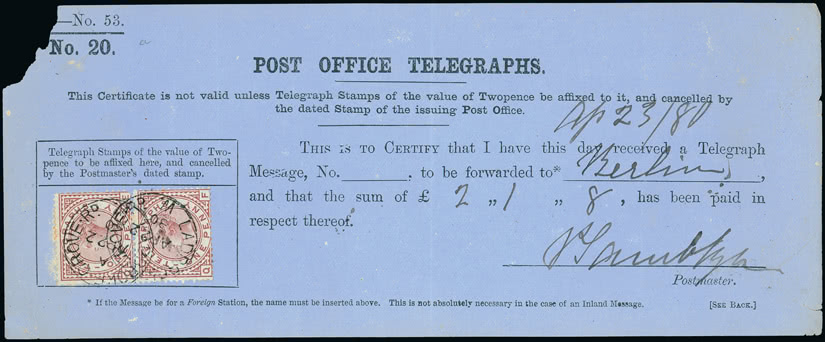 —No. 53.
No. 20.
POST OFFICE TELEGRAPHS.
This Certificate is not valid unless Telegraph Stamps of the value of Twopence be affixed to it, and cancelled by
the dated Stamp of the issuing Post Office.
Ap 23/80
Telegraph Stamps of the value of Two-
pence to be affixed here, and cancelled
by the Postmaster's dated stamp.
THIS IS TO CERTIFY that I have this day received a Telegraph
Message, No. to be forwarded to* Berlin,
and that the sum of £ 2 „ 1 „ 8, has been paid in
respect thereof.
ONE PENNY
Postmaster.
* If the Message be for a Foreign Station, the name must be inserted above. This is not absolutely necessary in the case of an Inland Message. [SEE BACK.]